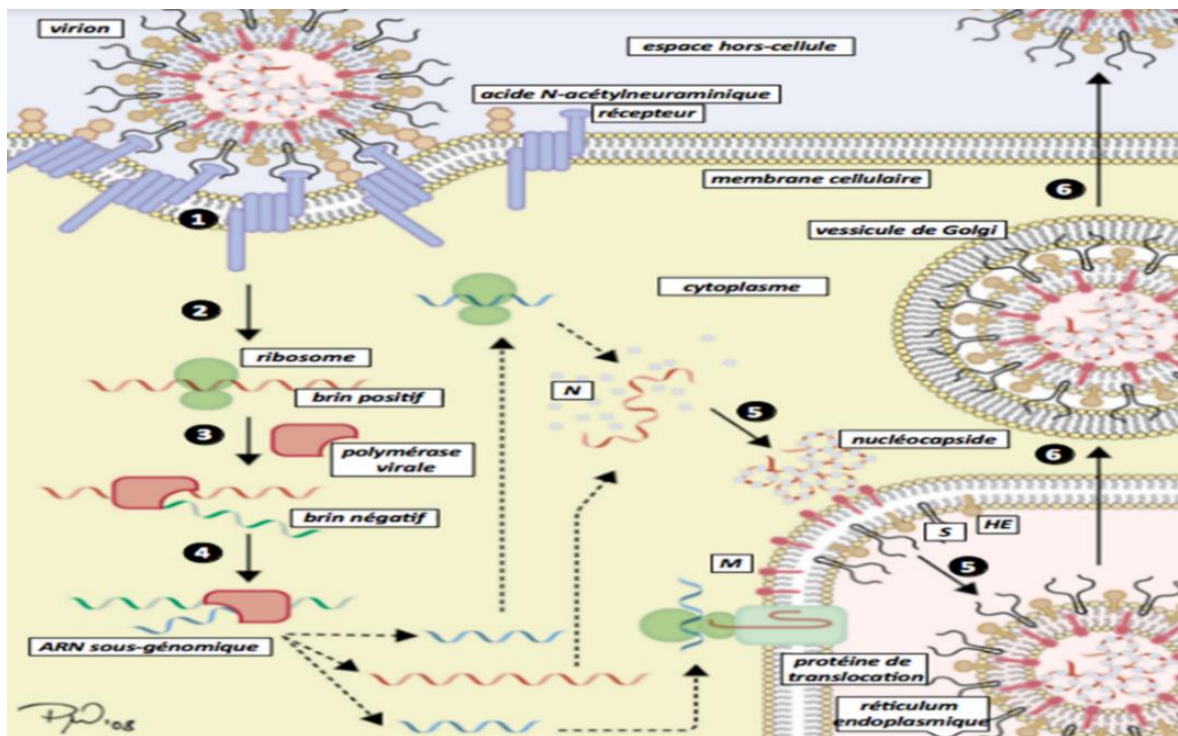 virion
espace hors-cellule
acide N-acétylneuraminique
récepteur
membrane cellulaire
1
6
vessicule de Golgi
cytoplasme
2
ribosome
brin positif
N
5
3
nucléocapside
polymérase
virale
6
brin négatif
S
HE
4
M
5
ARN sous-génomique
protéine de
translocation
réticulum
endoplasmique
'08